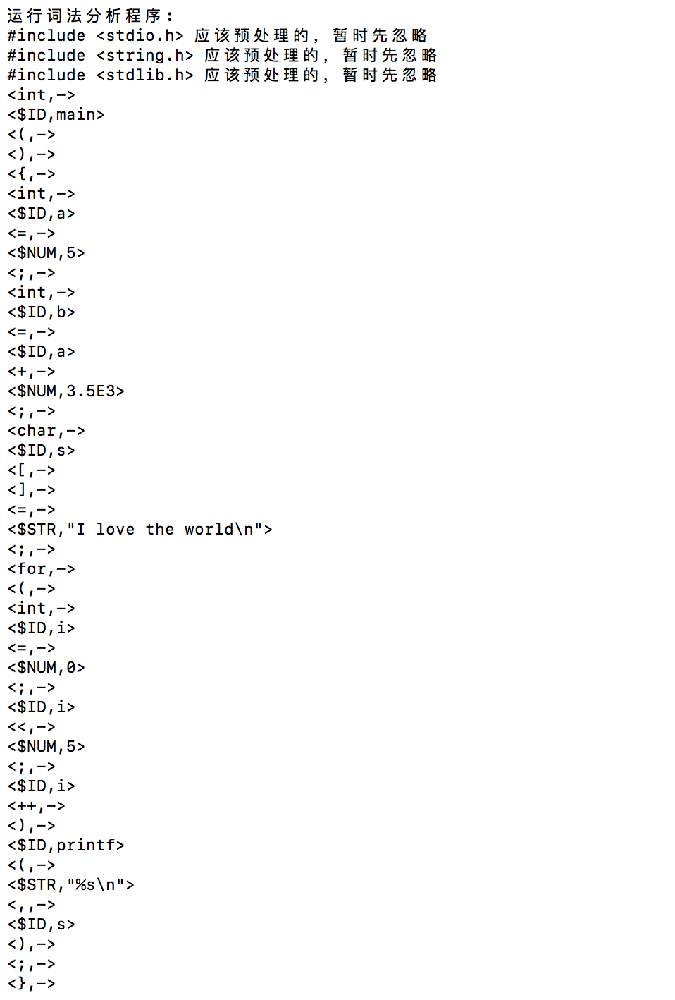 运行词法分析程序:
#include <stdio.h> 应该预处理的, 暂时先忽略
#include <string.h> 应该预处理的, 暂时先忽略
#include <stdlib.h> 应该预处理的, 暂时先忽略
<int,->
<$ID,main>
<(,->
<),->
<{,->
<int,->
<$ID,a>
<=,->
<$NUM,5>
<;,->
<int,->
<$ID,b>
<=,->
<$ID,a>
<+,->
<$NUM,3.5E3>
<;,->
<char,->
<$ID,s>
<[,->
<],->
<=,->
<$STR,"I love the world\n">
<;,->
<for,->
<(,->
<int,->
<$ID,i>
<=,->
<$NUM,0>
<;,->
<$ID,i>
<<,->
<$NUM,5>
<;,->
<$ID,i>
<++,->
<),->
<$ID,printf>
<(,->
<$STR,"%s\n">
<,,->
<$ID,s>
<),->
<;,->
<},->